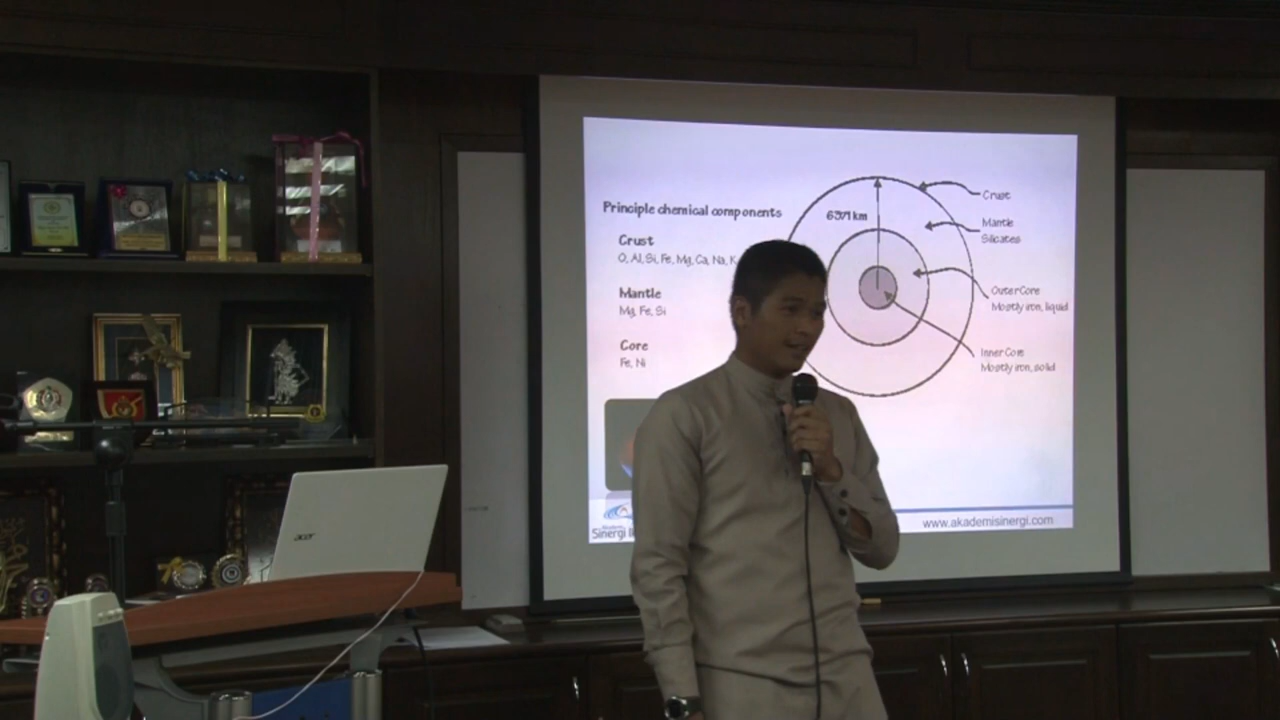 Principle chemical components
Crust
O, Al, Si, Fe, Mg, Ca, Na, K
Mantle
Mg, Fe, Si
Core
Fe, Ni
6371 km
Crust
Mantle
Silicates
Outer Core
Mostly iron, liquid
Inner Core
Mostly iron, solid
Sinergi
www.akademisinergi.com
acer